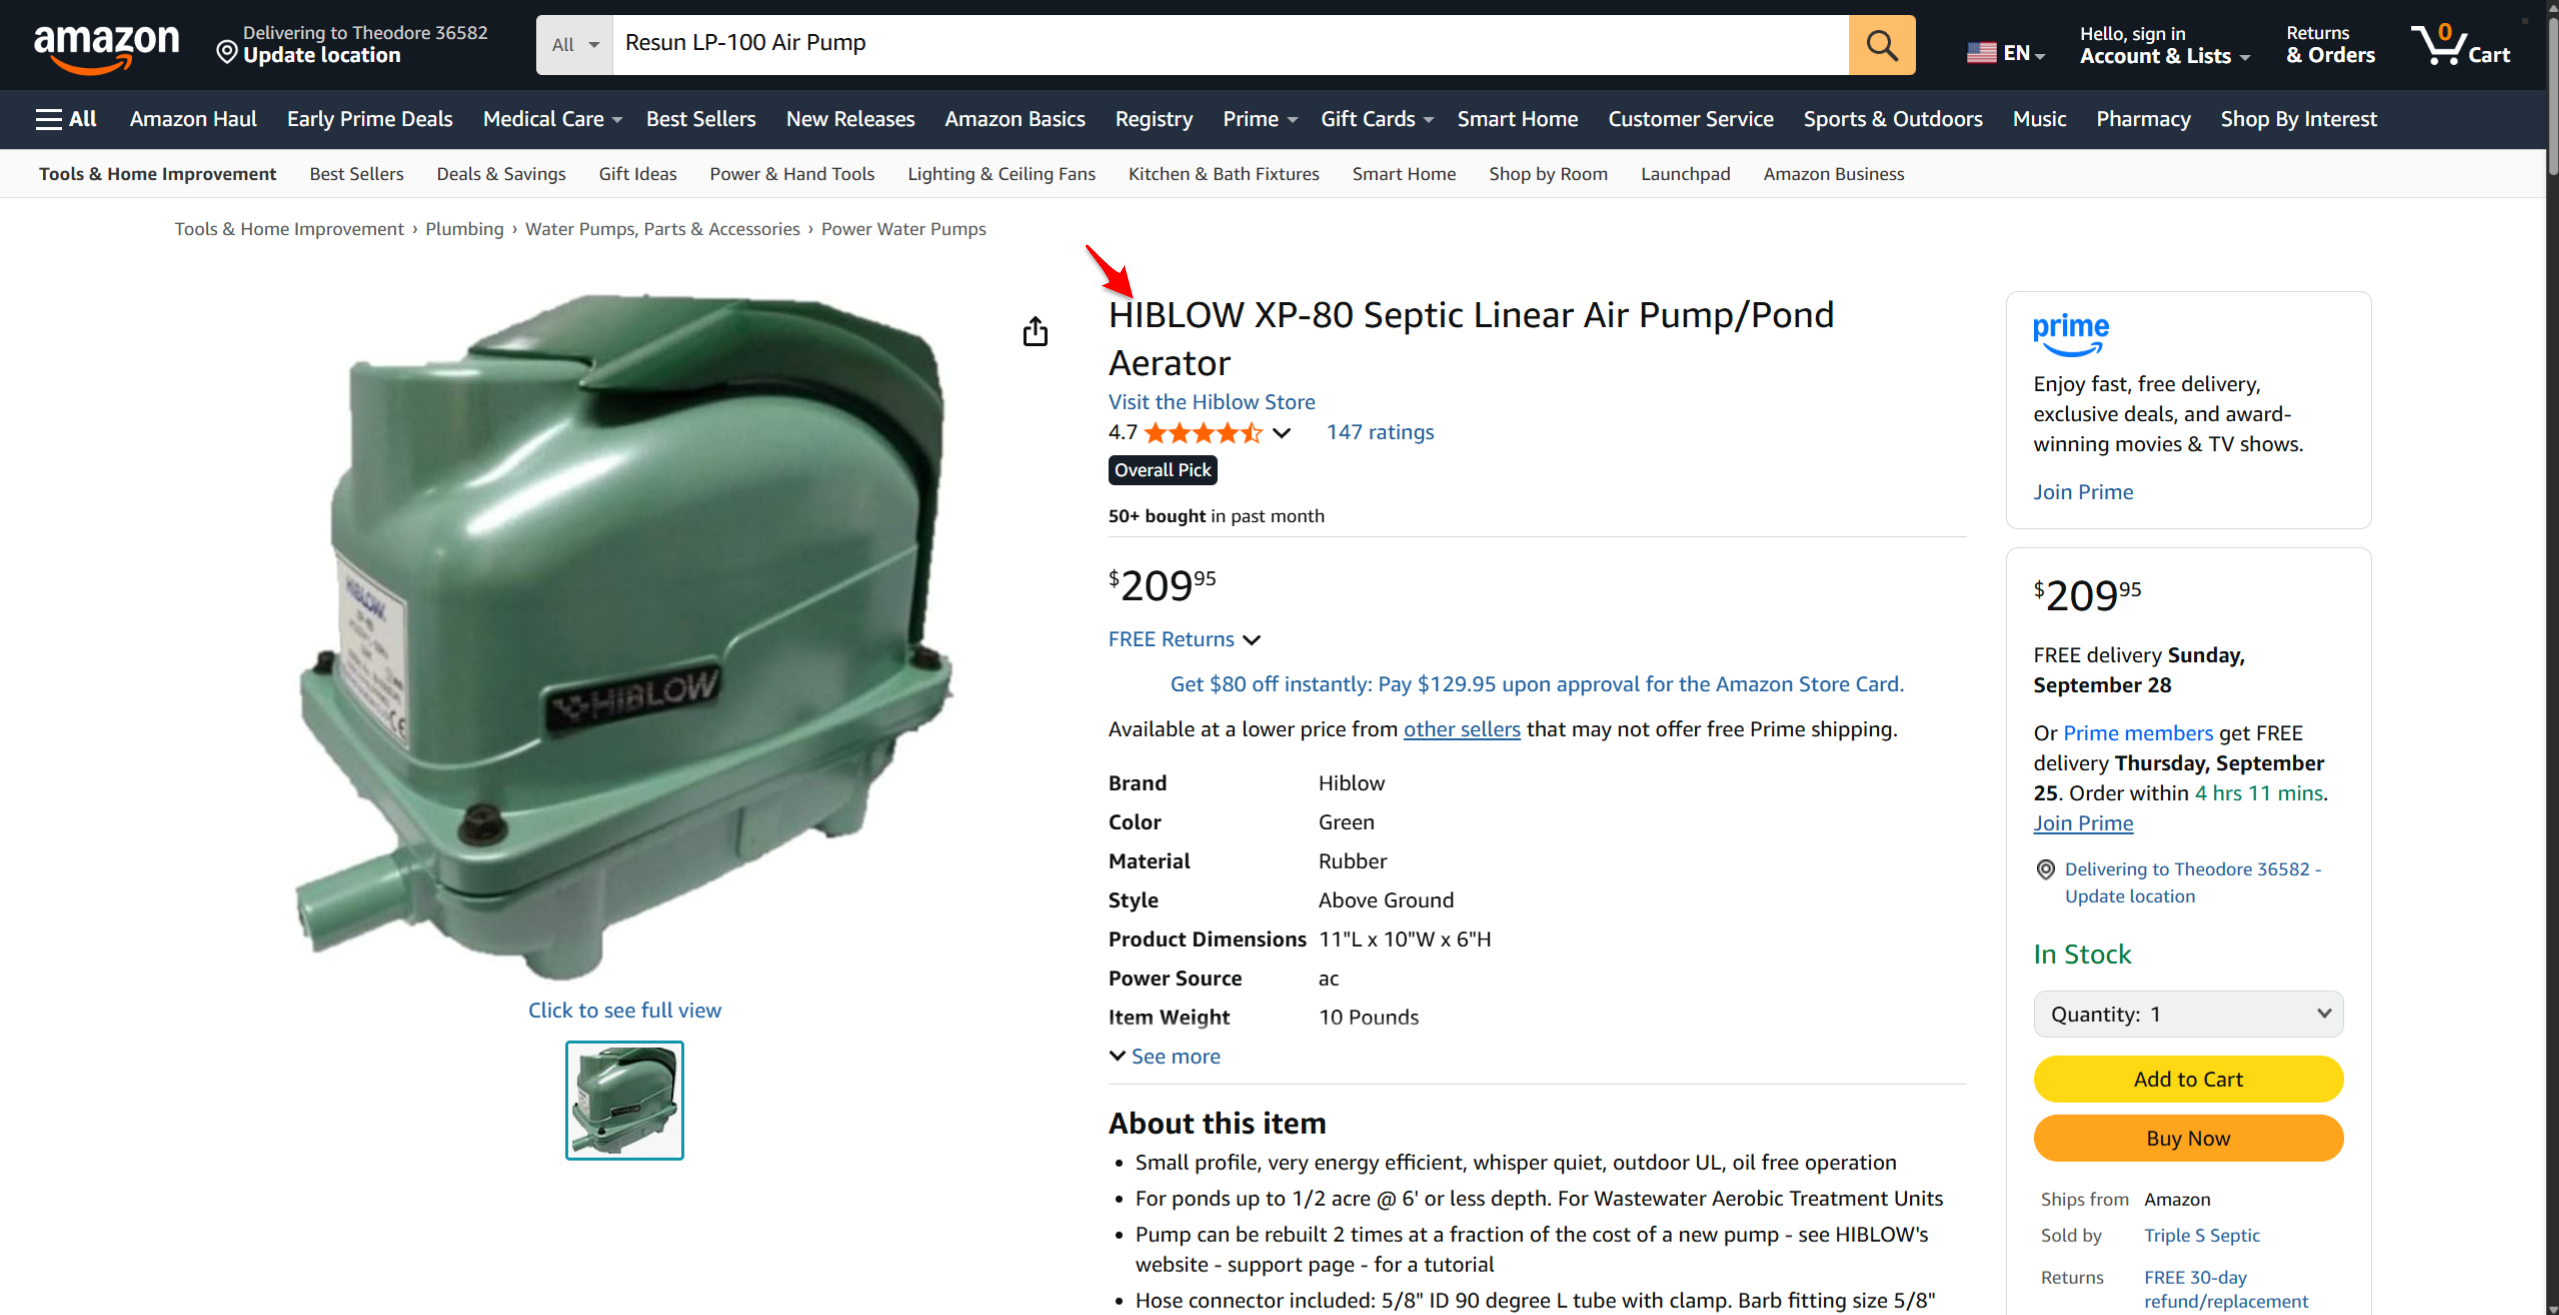 amazon
Delivering to Theodore 36582
Update location
All
Resun LP-100 Air Pump
EN
Hello, sign in
Account & Lists
Returns
& Orders
0
Cart
All
Amazon Haul
Early Prime Deals
Medical Care
Best Sellers
New Releases
Amazon Basics
Registry
Prime
Gift Cards
Smart Home
Customer Service
Sports & Outdoors
Music
Pharmacy
Shop By Interest
Tools & Home Improvement
Best Sellers
Deals & Savings
Gift Ideas
Power & Hand Tools
Lighting & Ceiling Fans
Kitchen & Bath Fixtures
Smart Home
Shop by Room
Launchpad
Amazon Business
Tools & Home Improvement › Plumbing › Water Pumps, Parts & Accessories › Power Water Pumps
HIBLOW
HIBLOW
Click to see full view
HIBLOW XP-80 Septic Linear Air Pump/Pond
Aerator
Visit the Hiblow Store
4.7
147 ratings
Overall Pick
50+ bought in past month
$209 95
FREE Returns
Get $80 off instantly: Pay $129.95 upon approval for the Amazon Store Card.
Available at a lower price from other sellers that may not offer free Prime shipping.
Brand Hiblow
Color Green
Material Rubber
Style Above Ground
Product Dimensions 11"L x 10"W x 6"H
Power Source ac
Item Weight 10 Pounds
See more
About this item
• Small profile, very energy efficient, whisper quiet, outdoor UL, oil free operation
• For ponds up to 1/2 acre @ 6' or less depth. For Wastewater Aerobic Treatment Units
• Pump can be rebuilt 2 times at a fraction of the cost of a new pump - see HIBLOW's
website - support page - for a tutorial
• Hose connector included: 5/8" ID 90 degree L tube with clamp. Barb fitting size 5/8"
prime
Enjoy fast, free delivery,
exclusive deals, and award-
winning movies & TV shows.
Join Prime
$209 95
FREE delivery Sunday,
September 28
Or Prime members get FREE
delivery Thursday, September
25. Order within 4 hrs 11 mins.
Join Prime
Delivering to Theodore 36582 -
Update location
In Stock
Quantity: 1
Add to Cart
Buy Now
Ships from Amazon
Sold by Triple S Septic
Returns FREE 30-day
refund/replacement